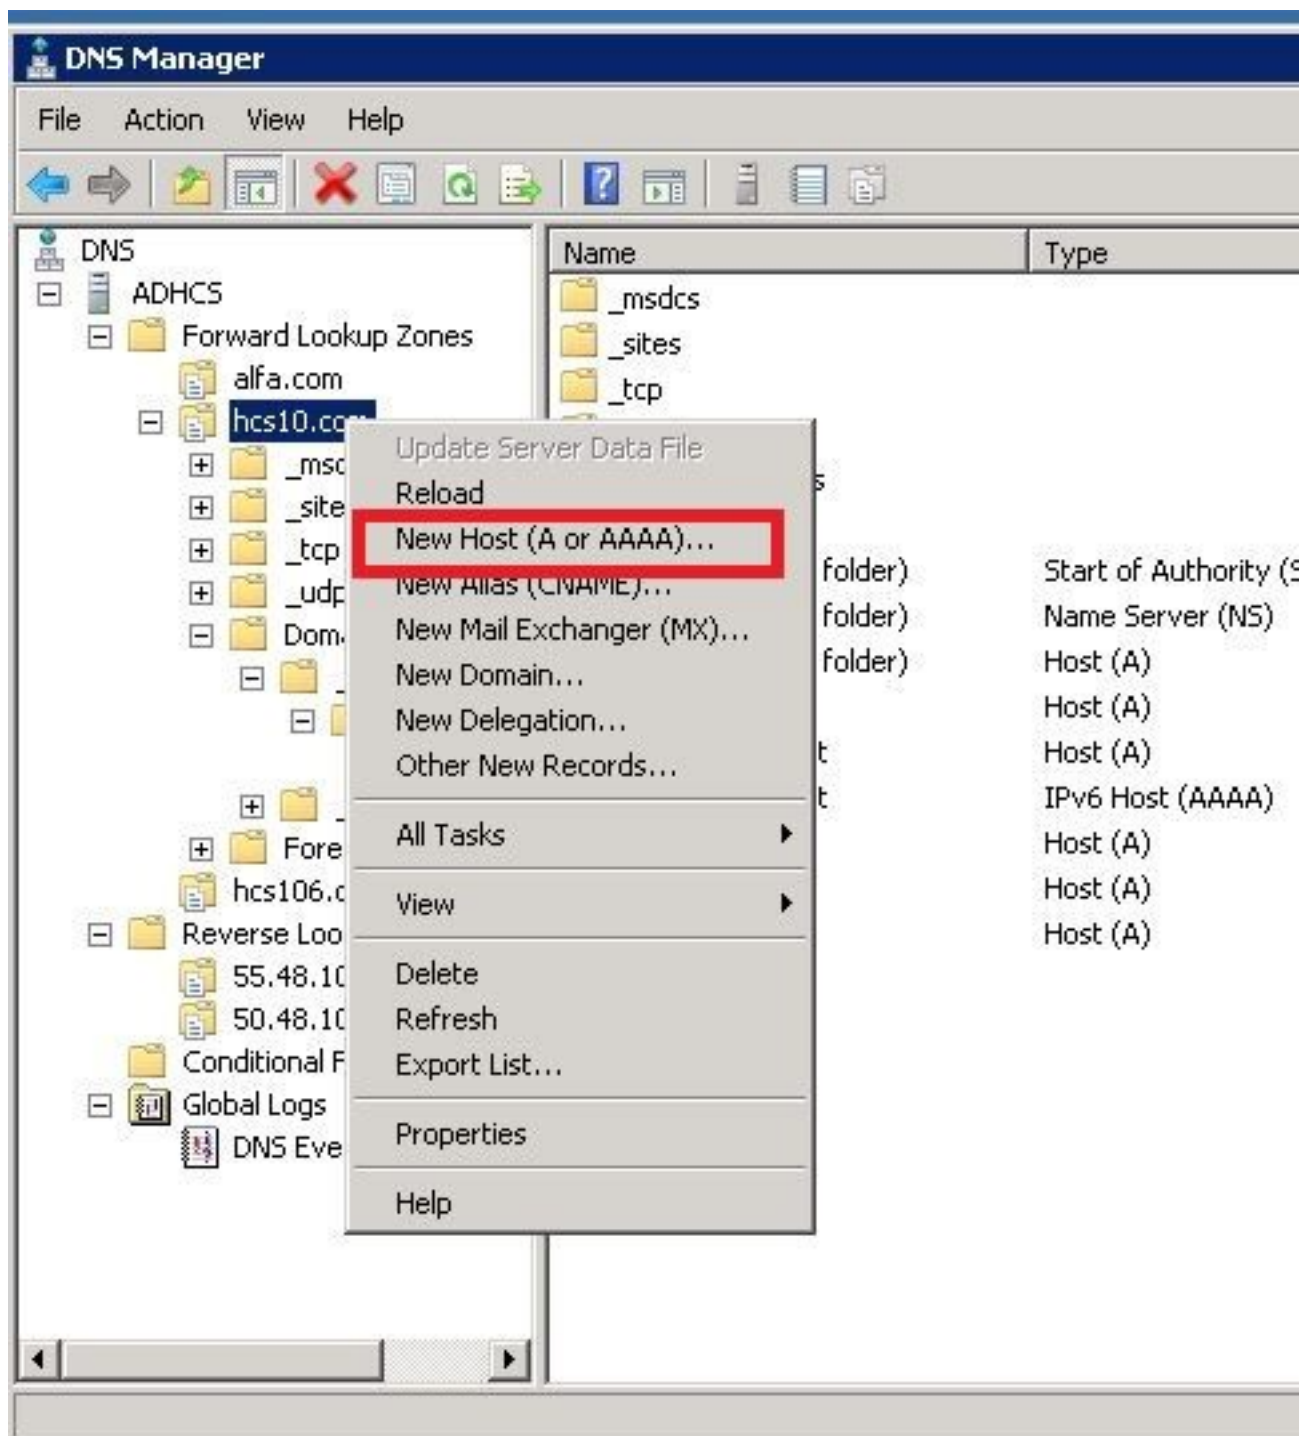 DNS Manager
File Action View Help
DNS
ADHCS
Forward Lookup Zones
alfa.com
hcs10.com
_msd
_site
_tcp
_udp
Dom
Fore
hcs106.c
Reverse Loo
55.48.10
50.48.10
Conditional F
Global Logs
DNS Eve
Update Server Data File
Reload
New Host (A or AAAA)...
New Alias (CNAME)...
New Mail Exchanger (MX)...
New Domain...
New Delegation...
Other New Records...
All Tasks
View
Delete
Refresh
Export List...
Properties
Help
Name Type
_msdcs
_sites
_tcp
s
folder) Start of Authority (S
folder) Name Server (NS)
folder) Host (A)
Host (A)
t Host (A)
t IPv6 Host (AAAA)
Host (A)
Host (A)
Host (A)